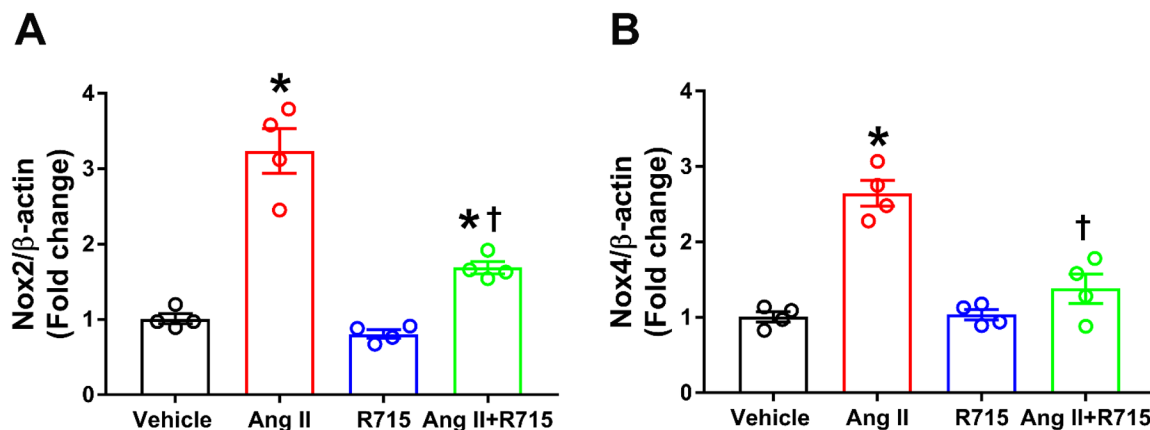 A
Nox2/β-actin
(Fold change)
4
3
2
1
0
*
* †
Vehicle
Ang II
R715
Ang II+R715
B
Nox4/β-actin
(Fold change)
4
3
2
1
0
*
†
Vehicle
Ang II
R715
Ang II+R715